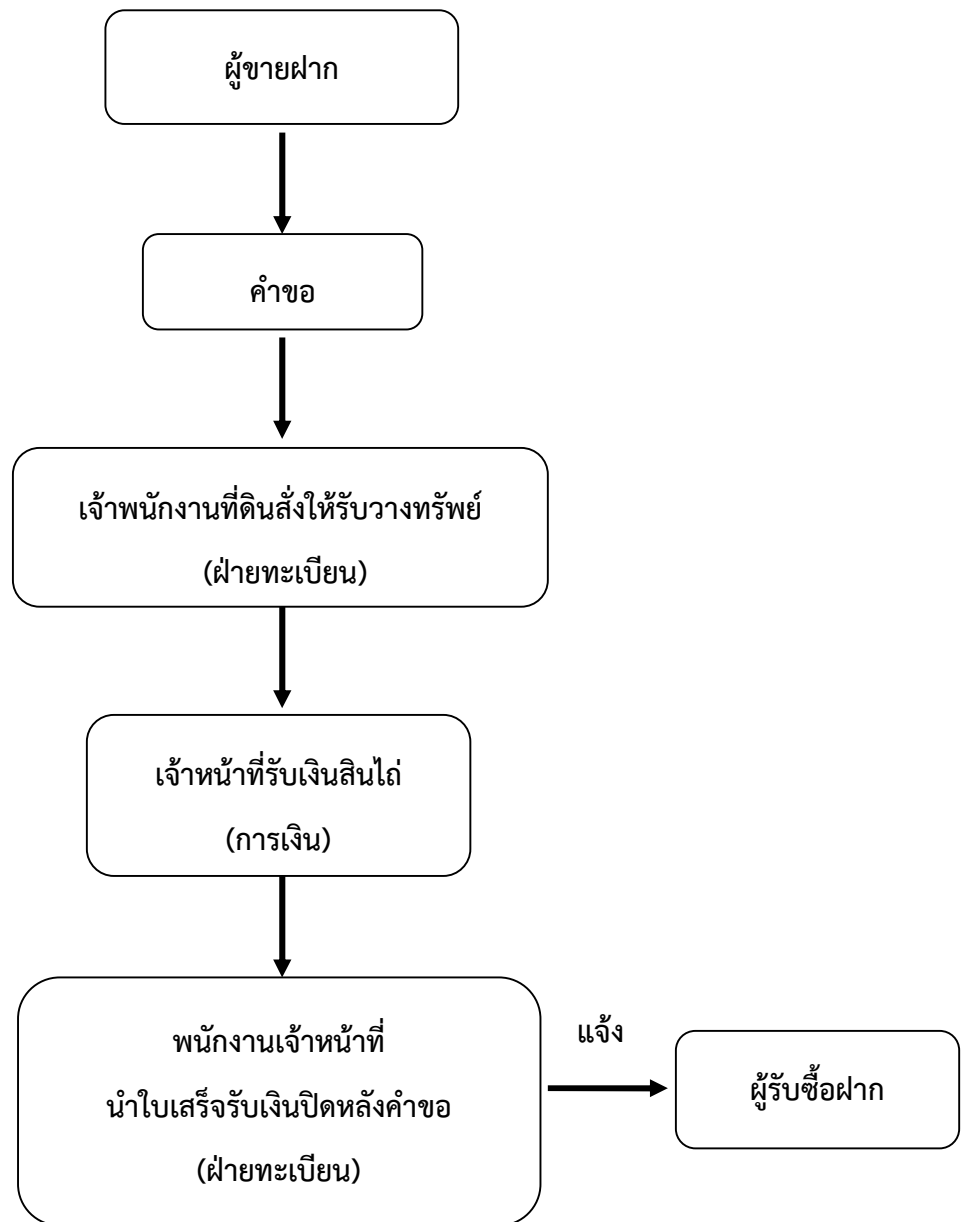 ผู้ขายฝาก
คำขอ
เจ้าพนักงานที่ดินสั่งให้รับวางทรัพย์
(ฝ่ายทะเบียน)
เจ้าหน้าที่รับเงินสินไถ่
(การเงิน)
พนักงานเจ้าหน้าที่
นำใบเสร็จรับเงินปิดหลังคำขอ
(ฝ่ายทะเบียน)
แจ้ง
ผู้รับซื้อฝาก